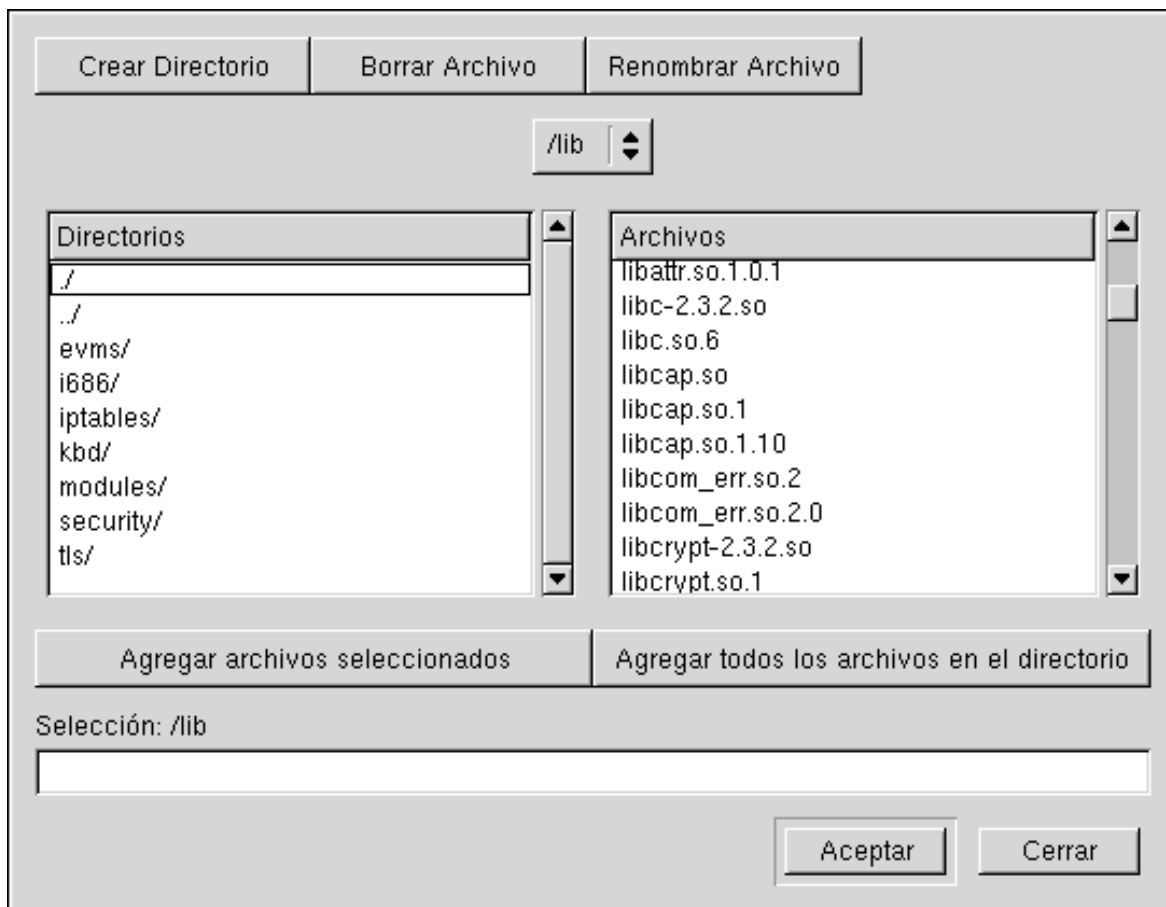 Crear Directorio
Borrar Archivo
Renombrar Archivo
/lib
Directorios
./
../
evms/
i686/
iptables/
kbd/
modules/
security/
tls/
Archivos
libattr.so.1.0.1
libc-2.3.2.so
libc.so.6
libcap.so
libcap.so.1
libcap.so.1.10
libcom_err.so.2
libcom_err.so.2.0
libcrypt-2.3.2.so
libcrypt.so.1
Agregar archivos seleccionados
Agregar todos los archivos en el directorio
Selección: /lib
Aceptar
Cerrar